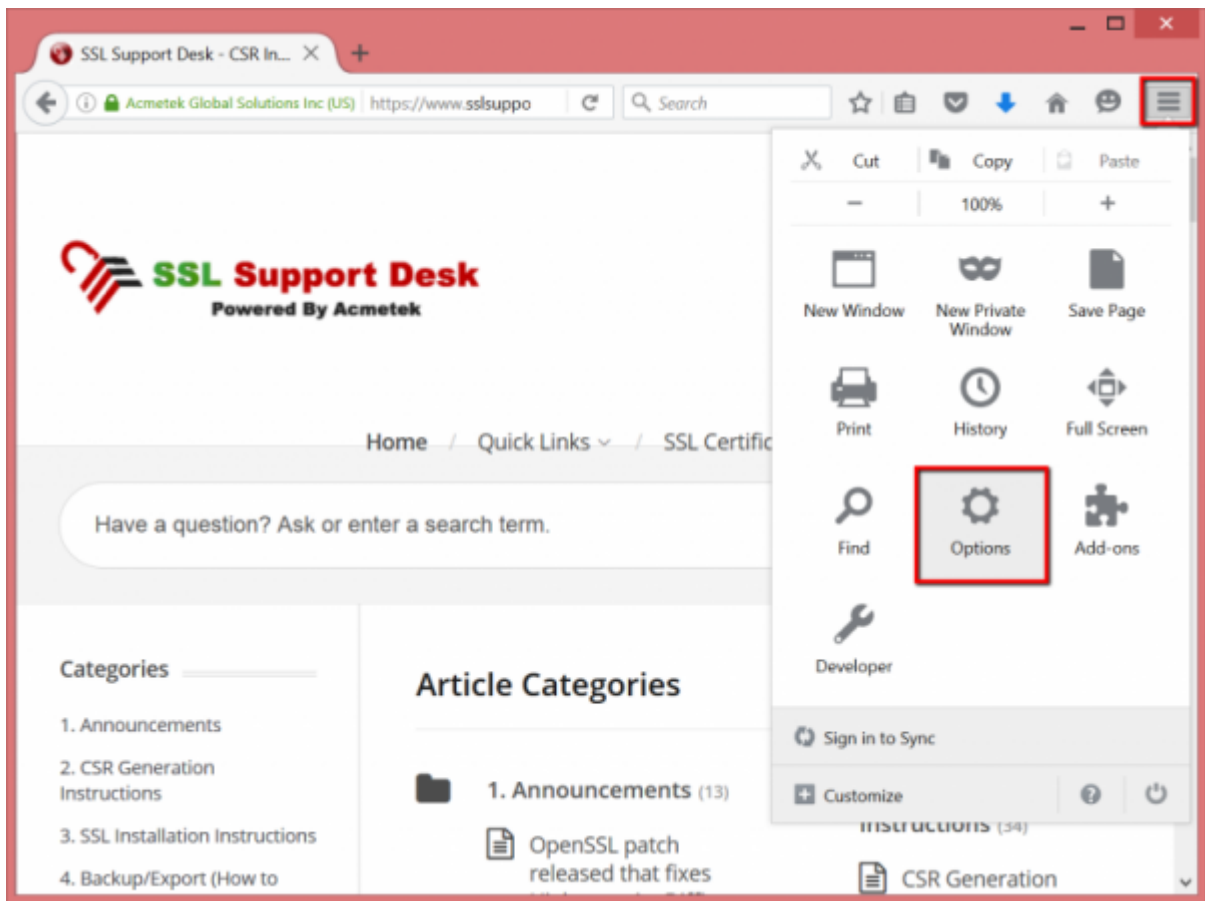 SSL Support Desk - CSR In...
Acmetek Global Solutions Inc (US) https://www.sslsuppo Search
Cut Copy Paste
100%
SSL Support Desk
Powered By Acmetek
New Window New Private Window Save Page
Print History Full Screen
Home / Quick Links / SSL Certific
Have a question? Ask or enter a search term.
Find Options Add-ons
Developer
Categories
1. Announcements
2. CSR Generation
Instructions
3. SSL Installation Instructions
4. Backup/Export (How to
Article Categories
1. Announcements (13)
OpenSSL patch
released that fixes
Sign in to Sync
Customize
Instructions (34)
CSR Generation